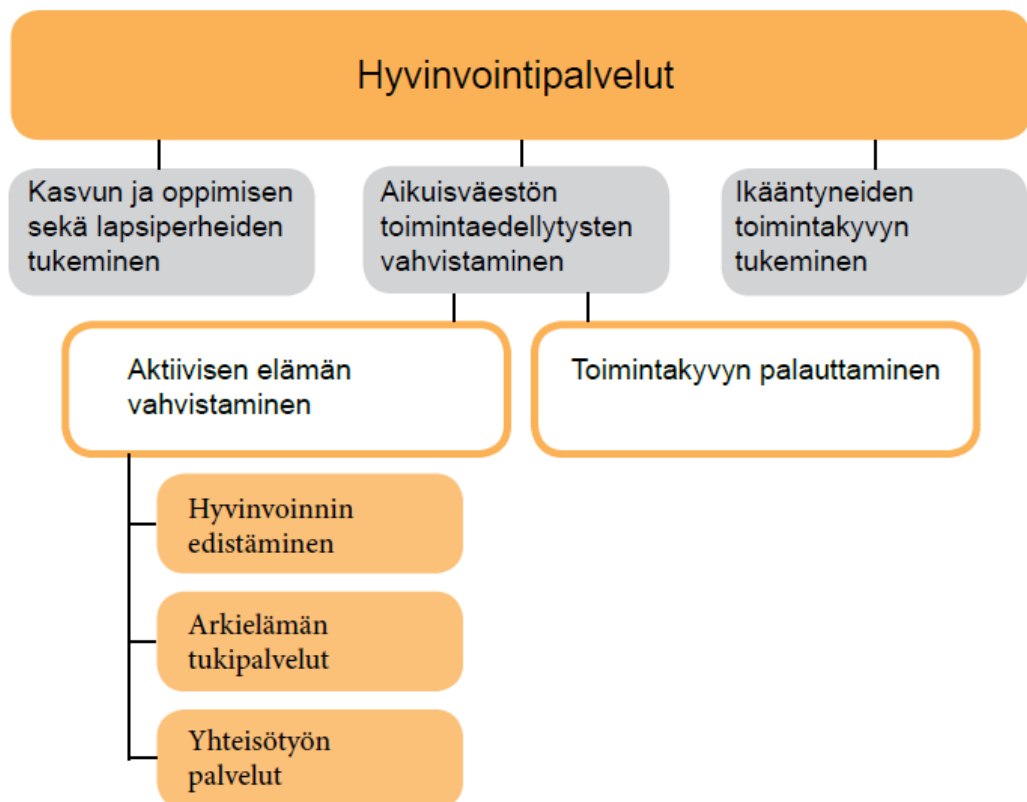 Hyvinvointipalvelut
Kasvun ja oppimisen
sekä lapsiperheiden
tukeminen
Aikuisväestön
toimintaedellytysten
vahvistaminen
Ikääntyneiden
toimintakyvyn
tukeminen
Aktiivisen elämän
vahvistaminen
Toimintakyvyn palauttaminen
Hyvinvoinnin
edistäminen
Arkielämän
tukipalvelut
Yhteisötyön
palvelut